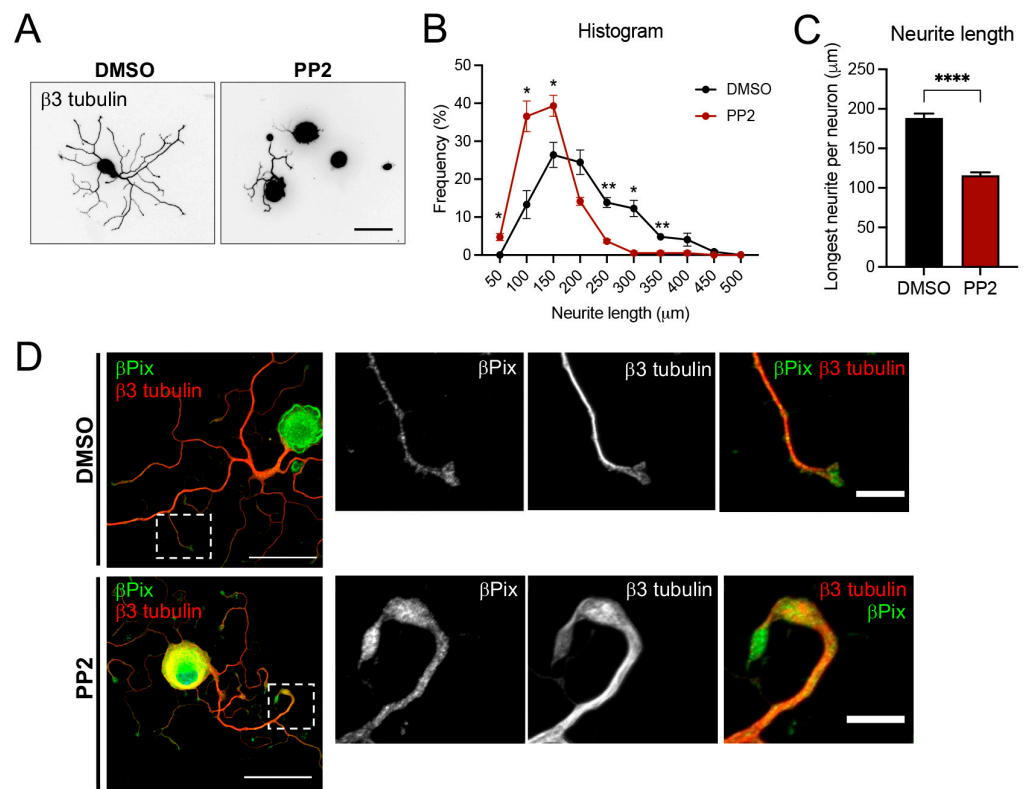 A
DMSO
PP2
β3 tubulin
B
Histogram
Frequency (%)
50
40
30
20
10
0
*
*
*
**
*
**
DMSO
PP2
50
100
150
200
250
300
350
400
450
500
Neurite length (μm)
C
Neurite length
Longest neurite per neuron (μm)
250
200
150
100
50
0
****
DMSO
PP2
D
DMSO
βPix
β3 tubulin
βPix
β3 tubulin
βPix β3 tubulin
PP2
βPix
β3 tubulin
βPix
β3 tubulin
β3 tubulin
βPix